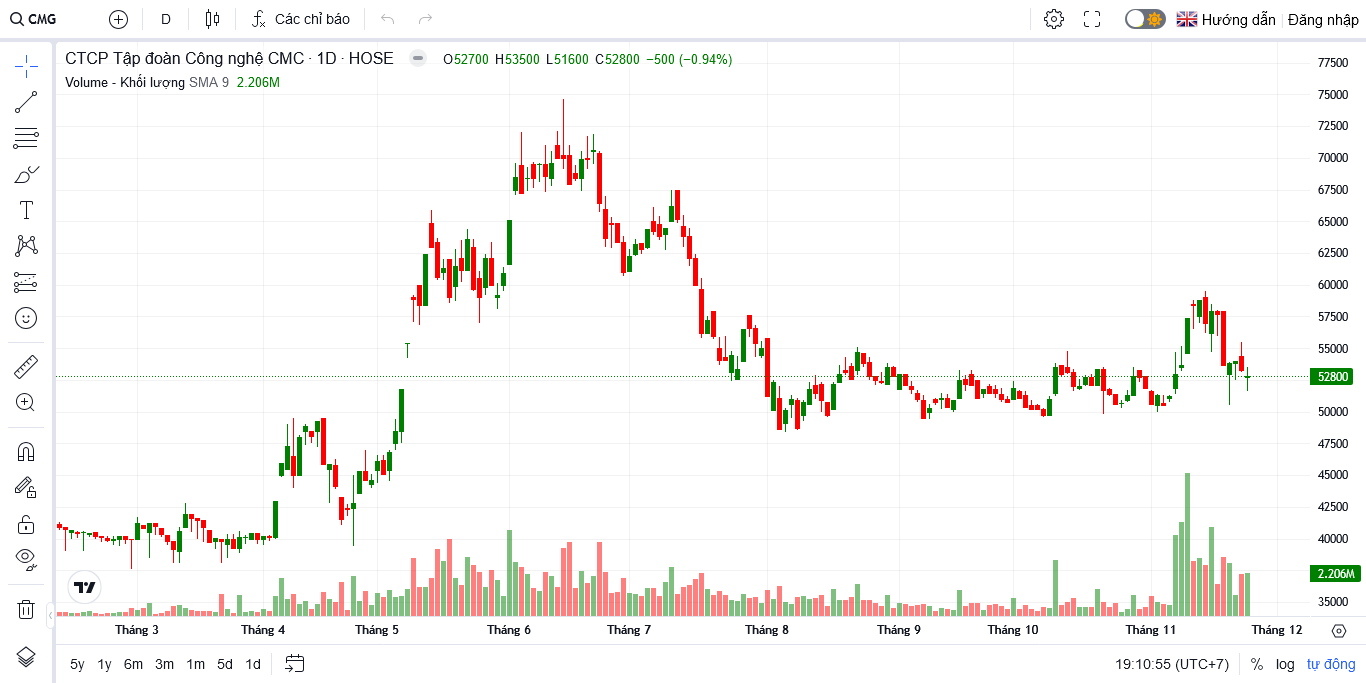 CMG D Các chỉ báo Hướng dẫn Đăng nhập
CTCP Tập đoàn Công nghệ CMC · 1D · HOSE O52700 H53500 L51600 C52800 −500 (−0.94%)
Volume - Khối lượng SMA 9 2.206M
77500
75000
72500
70000
67500
65000
62500
60000
57500
55000
52800
50000
47500
45000
42500
40000
2.206M
35000
Tháng 3 Tháng 4 Tháng 5 Tháng 6 Tháng 7 Tháng 8 Tháng 9 Tháng 10 Tháng 11 Tháng 12
5y 1y 6m 3m 1m 5d 1d 19:10:55 (UTC+7) % log tự động